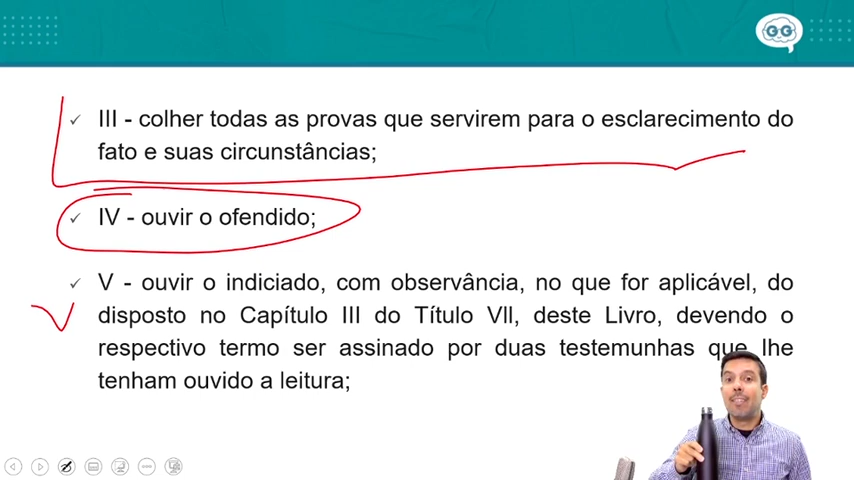 GG
III - colher todas as provas que servirem para o esclarecimento do
fato e suas circunstâncias;
IV - ouvir o ofendido;
V - ouvir o indiciado, com observância, no que for aplicável, do
disposto no Capítulo III do Título Vll, deste Livro, devendo o
respectivo termo ser assinado por duas testemunhas que lhe
tenham ouvido a leitura;